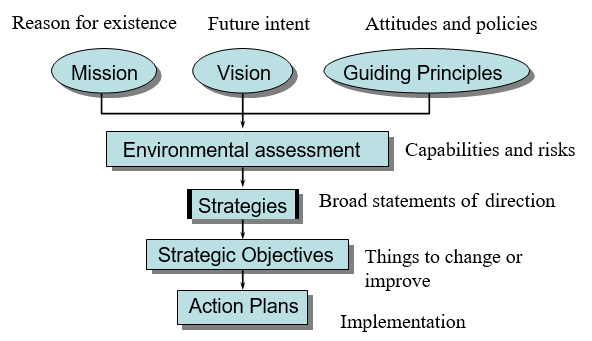 Reason for existence
Future intent
Attitudes and policies
Mission
Vision
Guiding Principles
Environmental assessment
Capabilities and risks
Strategies
Broad statements of direction
Strategic Objectives
Things to change or
improve
Action Plans
Implementation